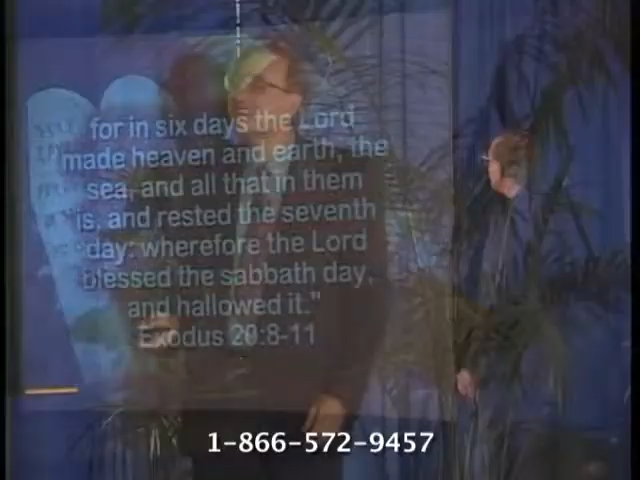 for in six days the Lord
made heaven and earth, the
sea, and all that in them
is, and rested the seventh
day: wherefore the Lord
blessed the sabbath day,
and hallowed it."
Exodus 20:8-11
1-866-572-9457